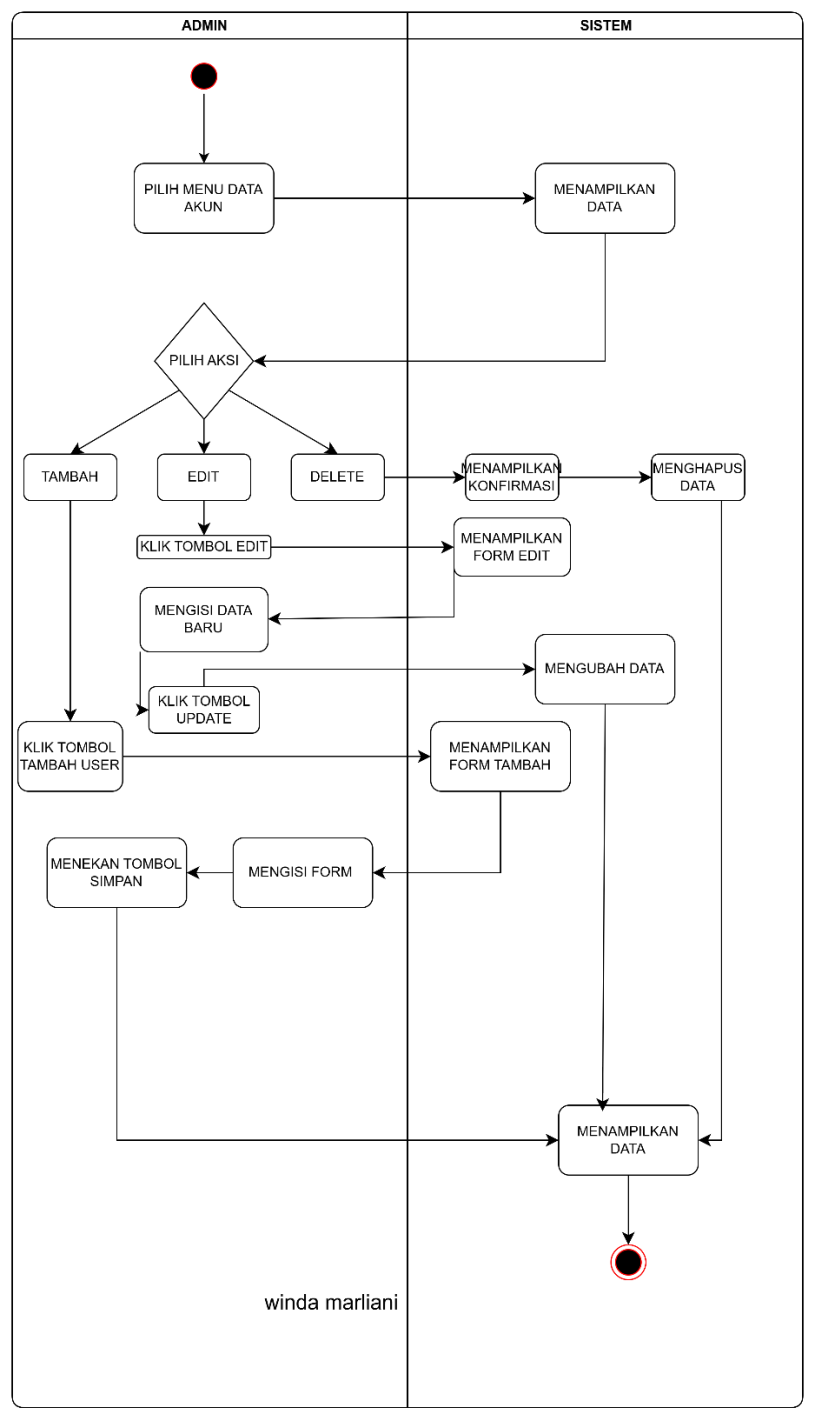 ADMIN
SISTEM
PILIH MENU DATA
AKUN
MENAMPILKAN
DATA
PILIH AKSI
TAMBAH
EDIT
DELETE
MENAMPILKAN
KONFIRMASI
MENGHAPUS
DATA
KLIK TOMBOL EDIT
MENAMPILKAN
FORM EDIT
MENGISI DATA
BARU
KLIK TOMBOL
UPDATE
MENGUBAH DATA
KLIK TOMBOL
TAMBAH USER
MENAMPILKAN
FORM TAMBAH
MENEKAN TOMBOL
SIMPAN
MENGISI FORM
MENAMPILKAN
DATA
winda marliani